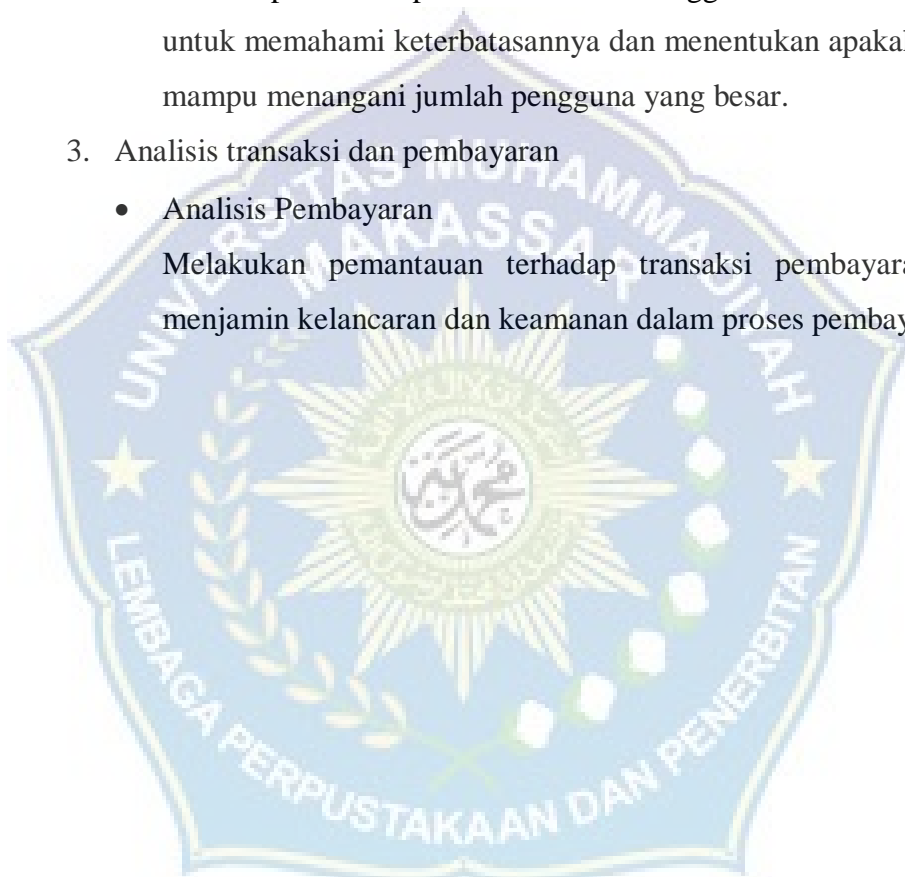 untuk memahami keterbatasannya dan menentukan
mampu menangani jumlah pengguna yang besar.
3. Analisis transaksi dan pembayaran
• Analisis Pembayaran
Melakukan pemantauan terhadap transaksi
menjamin kelancaran dan keamanan dalam proses
UNIVERSITAS MUHAMMADIYAH
MAKASSAR
LEMBAGA PERPUSTAKAAN DAN PENERBITAN